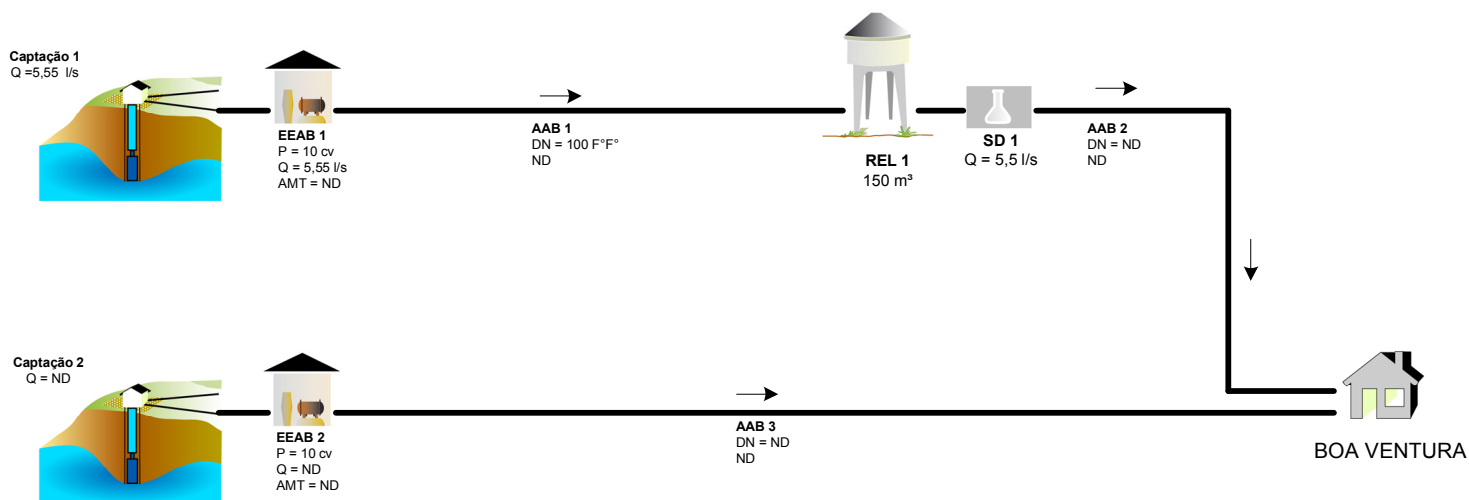 Captação 1
Q =5,55 l/s
EEAB 1
P = 10 cv
Q = 5,55 l/s
AMT = ND
AAB 1
DN = 100 F°F°
ND
REL 1
150 m³
SD 1
Q = 5,5 l/s
AAB 2
DN = ND
ND
Captação 2
Q = ND
EEAB 2
P = 10 cv
Q = ND
AMT = ND
AAB 3
DN = ND
ND
BOA VENTURA